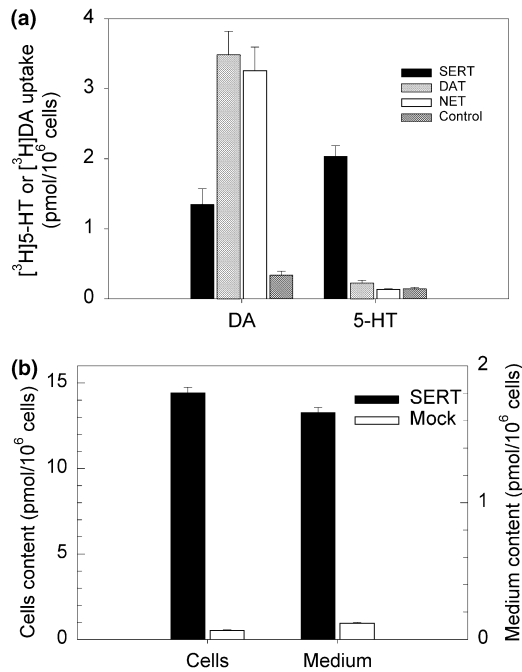 (a)
[³H]5-HT or [³H]DA uptake
(pmol/10⁶ cells)
4
3
2
1
0
SERT
DAT
NET
Control
DA
5-HT
(b)
Cells content (pmol/10⁶ cells)
15
10
5
0
SERT
Mock
2
1
0
Medium content (pmol/10⁶ cells)
Cells
Medium